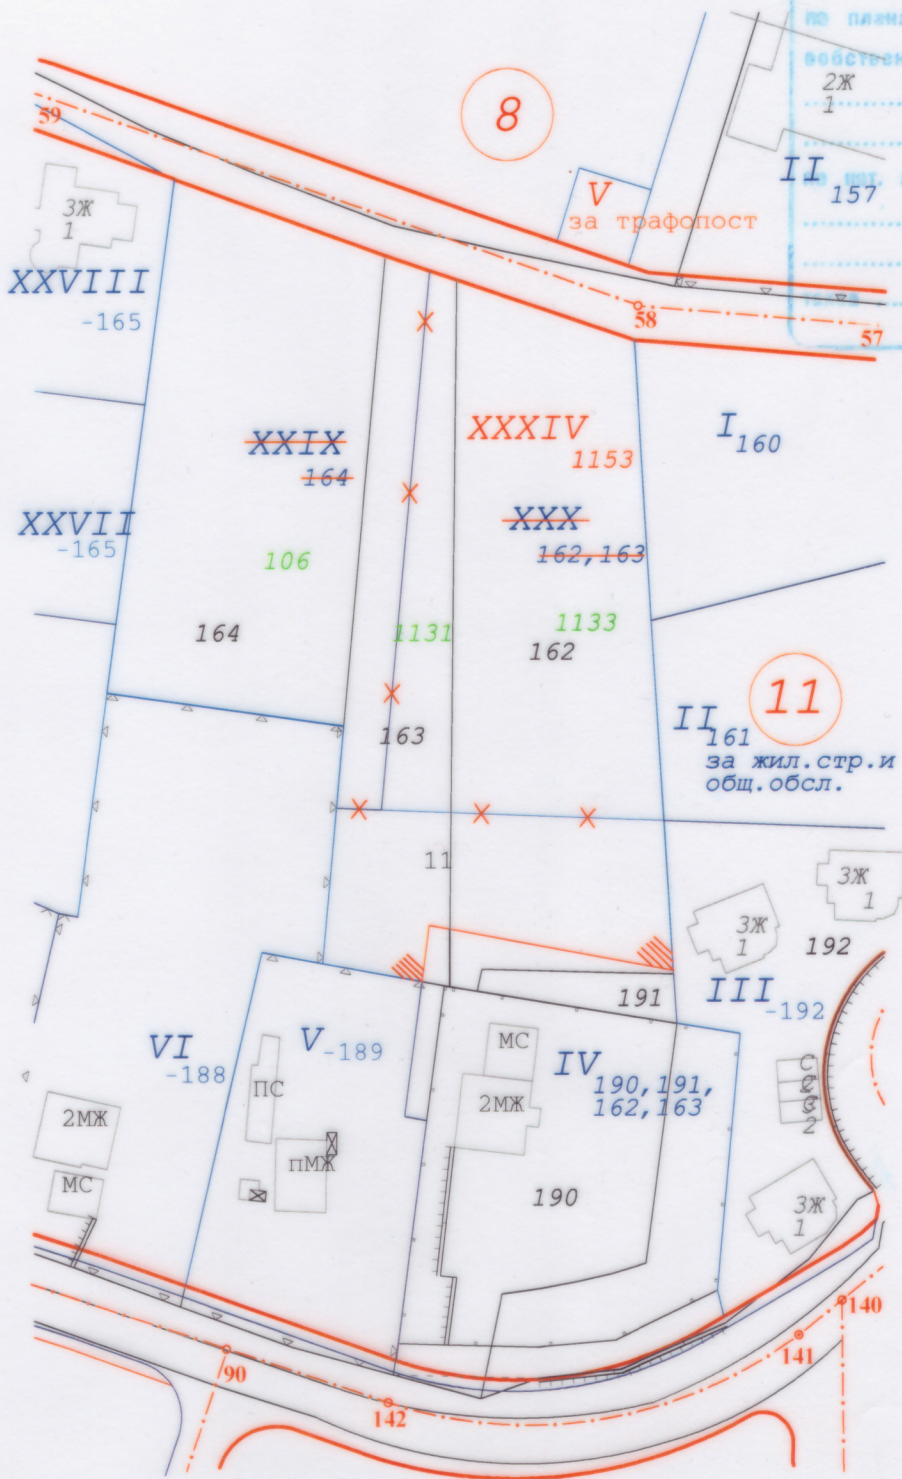 8
59
2Ж
1
II
157
V
за трафопост
3Ж
1
XXVIII
-165
58
57
XXIX
164
XXXIV
1153
I
160
XXVII
-165
XXX
162,163
106
164
1131
1133
162
163
11
II
161
за жил.стр.и
общ.обсл.
11
3Ж
1
3Ж
1
192
191
III
-192
VI
-188
V
-189
МС
IV
190,191,
162,163
ПС
2МЖ
2МЖ
пМЖ
МС
190
С
2
3Ж
1
140
141
90
142